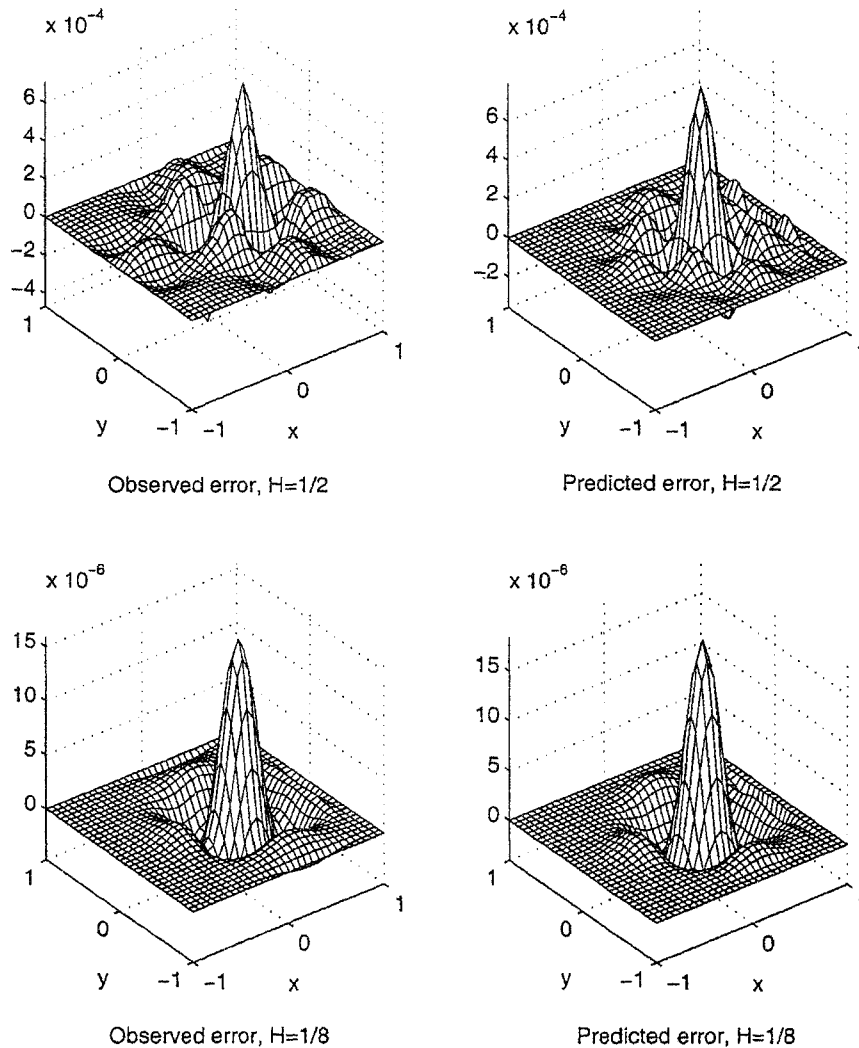 x 10⁻⁴
6
4
2
0
−2
−4
1
0
−1
y
−1
0
1
x
Observed error, H=1/2
x 10⁻⁴
6
4
2
0
−2
1
0
−1
y
−1
0
x
Predicted error, H=1/2
x 10⁻⁶
15
10
5
0
1
0
−1
y
−1
0
1
x
Observed error, H=1/8
x 10⁻⁶
15
10
5
0
1
0
−1
y
−1
0
x
Predicted error, H=1/8